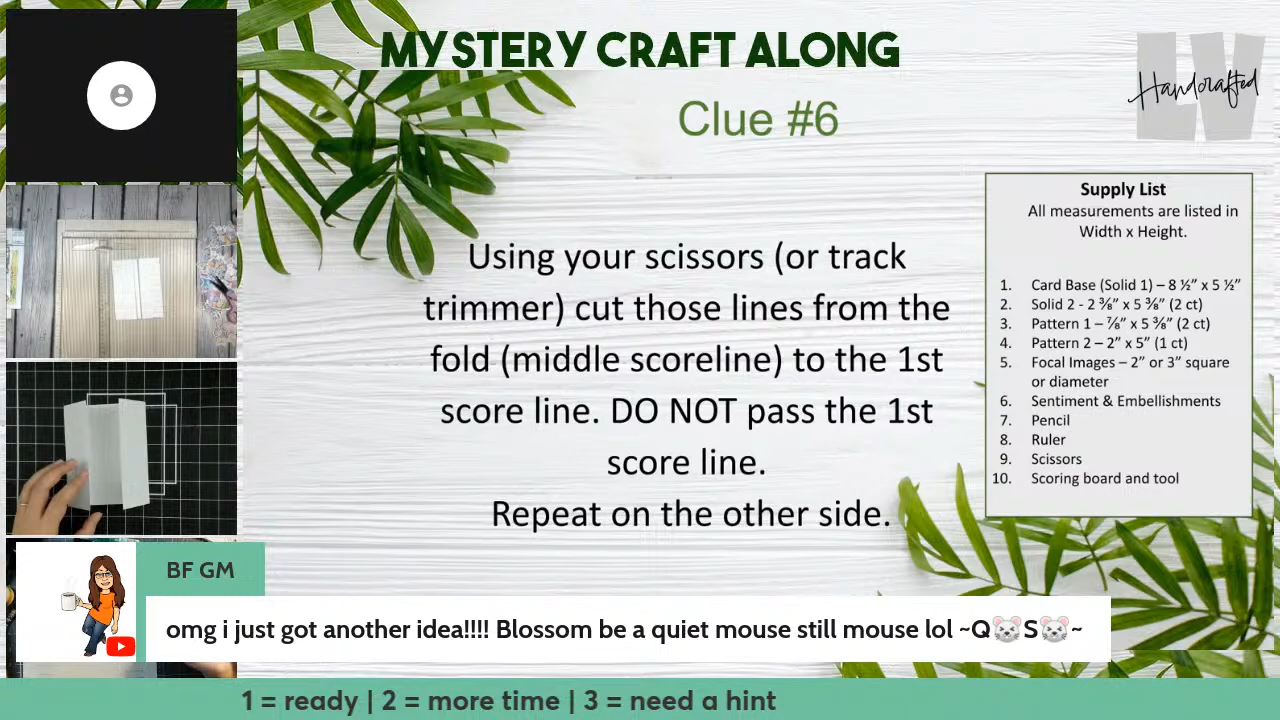 MYSTERY CRAFT ALONG
Clue #6
Handcrafted
LV
Using your scissors (or track
trimmer) cut those lines from the
fold (middle scoreline) to the 1st
score line. DO NOT pass the 1st
score line.
Repeat on the other side.
Supply List
All measurements are listed in
Width x Height.
1. Card Base (Solid 1) – 8 ½” x 5 ½”
2. Solid 2 - 2 ⅜” x 5 ⅜” (2 ct)
3. Pattern 1 – ⅞” x 5 ⅜” (2 ct)
4. Pattern 2 – 2” x 5” (1 ct)
5. Focal Images – 2” or 3” square
or diameter
6. Sentiment & Embellishments
7. Pencil
8. Ruler
9. Scissors
10. Scoring board and tool
BF GM
omg i just got another idea!!!! Blossom be a quiet mouse still mouse lol ~Q🐭S🐭~
1 = ready | 2 = more time | 3 = need a hint